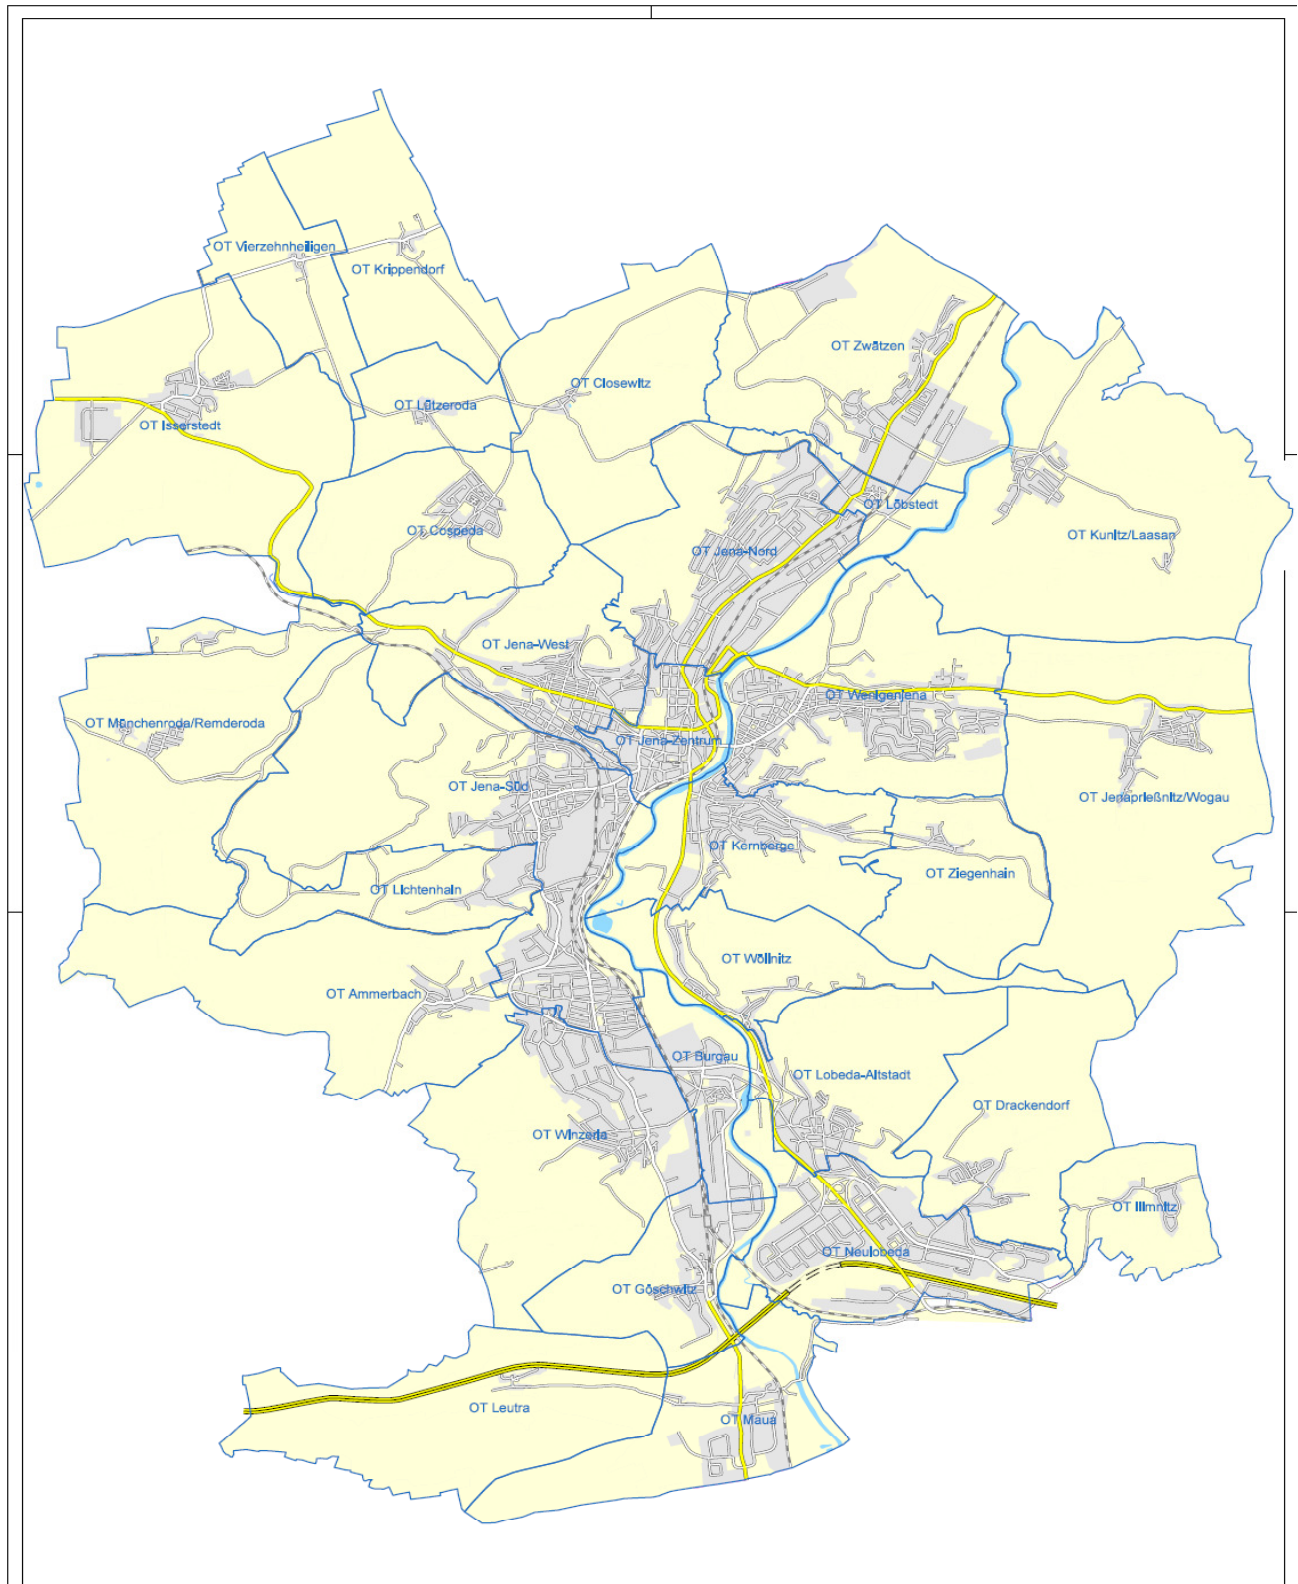 OT Vierzehnheiligen
OT Krippendorf
OT Zwätzen
OT Closewitz
OT Lützeroda
OT Isserstedt
OT Löbstedt
OT Cospeda
OT Kunitz/Laasan
OT Jena-Nord
OT Jena-West
OT Wenigenjena
OT Münchenroda/Remderoda
OT Jena-Zentrum
OT Jena-Süd
OT Jenaprießnitz/Wogau
OT Kernberge
OT Ziegenhain
OT Lichtenhain
OT Wöllnitz
OT Ammerbach
OT Burgau
OT Lobeda-Altstadt
OT Drackendorf
OT Winzerla
OT Ilmnitz
OT Neulobeda
OT Göschwitz
OT Leutra
OT Maua